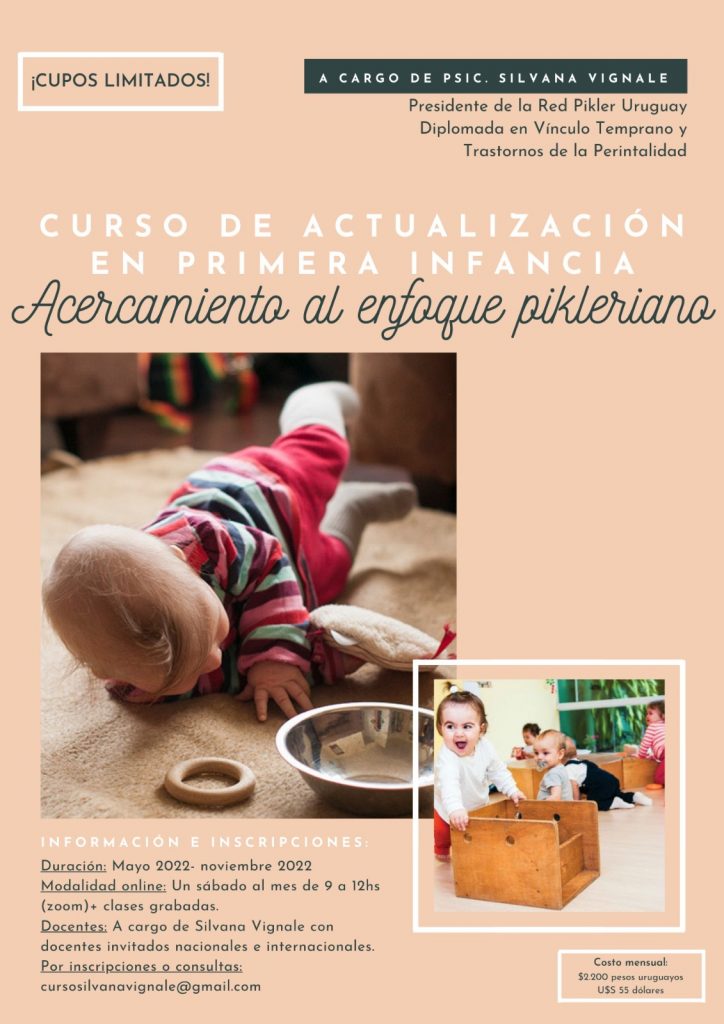 ¡CUPOS LIMITADOS!
A CARGO DE PSIC. SILVANA VIGNALE
Presidente de la Red Pikler Uruguay
Diplomada en Vínculo Temprano y
Trastornos de la Perintalidad
CURSO DE ACTUALIZACIÓN
EN PRIMERA INFANCIA
Acercamiento al enfoque pikleriano
INFORMACIÓN E INSCRIPCIONES:
Duración: Mayo 2022- noviembre 2022
Modalidad online: Un sábado al mes de 9 a 12hs
(zoom)+ clases grabadas.
Docentes: A cargo de Silvana Vignale con
docentes invitados nacionales e internacionales.
Por inscripciones o consultas:
cursosilvanavignale@gmail.com
Costo mensual:
$2.200 pesos uruguayos
U$S 55 dólares